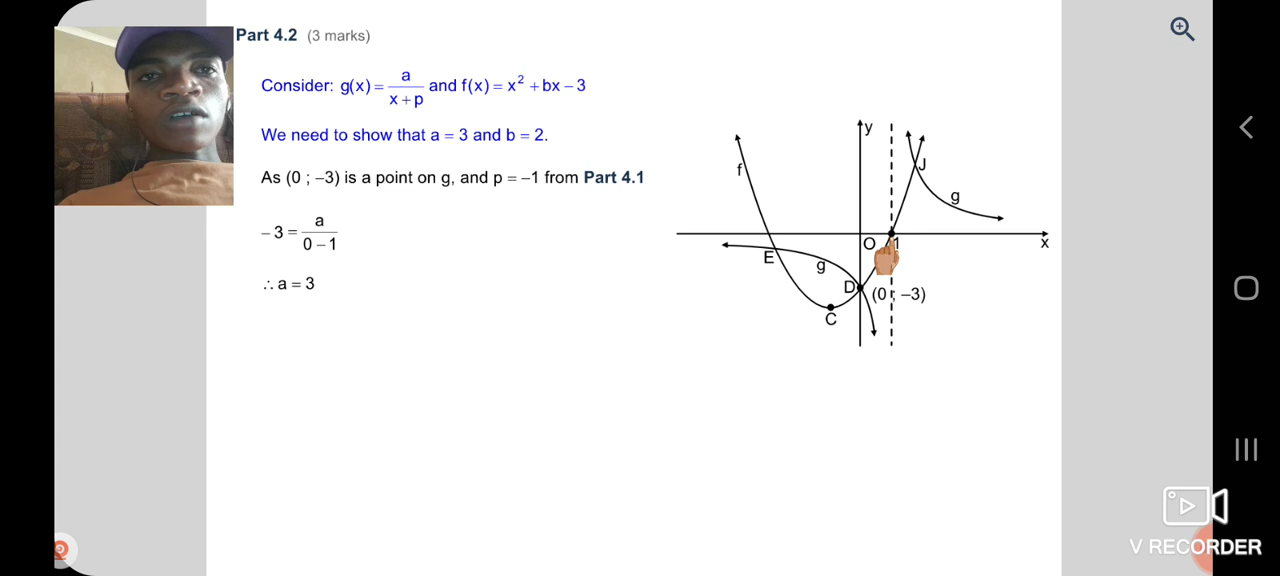 Part 4.2 (3 marks)
Consider: g(x) = a/(x + p) and f(x) = x² + bx − 3
We need to show that a = 3 and b = 2.
As (0 ; −3) is a point on g, and p = −1 from Part 4.1
− 3 = a/(0 − 1)
∴ a = 3
y
f
J
g
O
1
x
E
g
D
(0 ; −3)
C
V RECORDER